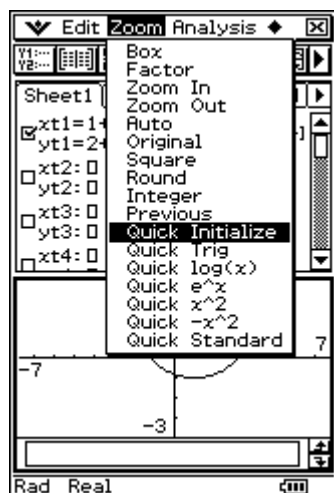 Edit Zoom Analysis
Y1:
Y2:
Sheet1
xt1=1+
yt1=2+
xt2:
yt2:
xt3:
yt3:
xt4:
Box
Factor
Zoom In
Zoom Out
Auto
Original
Square
Round
Integer
Previous
Quick Initialize
Quick Trig
Quick log(x)
Quick e^x
Quick x^2
Quick -x^2
Quick Standard
-7
7
-3
Rad Real